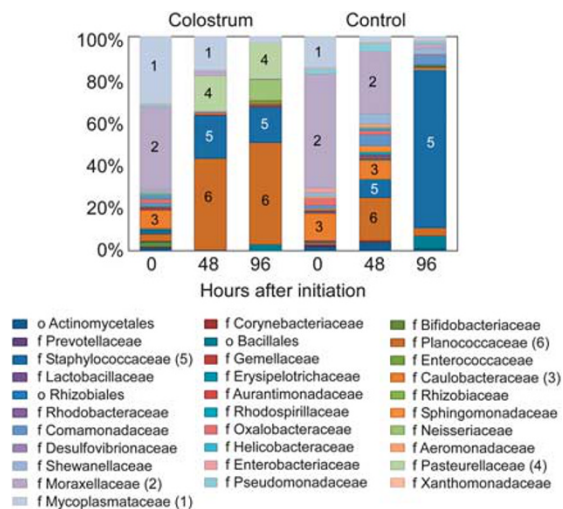 Colostrum Control
100%
80%
60%
40%
20%
0%
1
2
3
1
4
5
6
4
5
6
1
2
3
2
3
5
6
5
0 48 96 0 48 96
Hours after initiation
o Actinomycetales
f Prevotellaceae
f Staphylococcaceae (5)
f Lactobacillaceae
o Rhizobiales
f Rhodobacteraceae
f Comamonadaceae
f Desulfovibrionaceae
f Shewanellaceae
f Moraxellaceae (2)
f Mycoplasmataceae (1)
f Corynebacteriaceae
o Bacillales
f Gemellaceae
f Erysipelotrichaceae
f Aurantimonadaceae
f Rhodospirillaceae
f Oxalobacteraceae
f Helicobacteraceae
f Enterobacteriaceae
f Pseudomonadaceae
f Bifidobacteriaceae
f Planococcaceae (6)
f Enterococcaceae
f Caulobacteraceae (3)
f Rhizobiaceae
f Sphingomonadaceae
f Neisseriaceae
f Aeromonadaceae
f Pasteurellaceae (4)
f Xanthomonadaceae